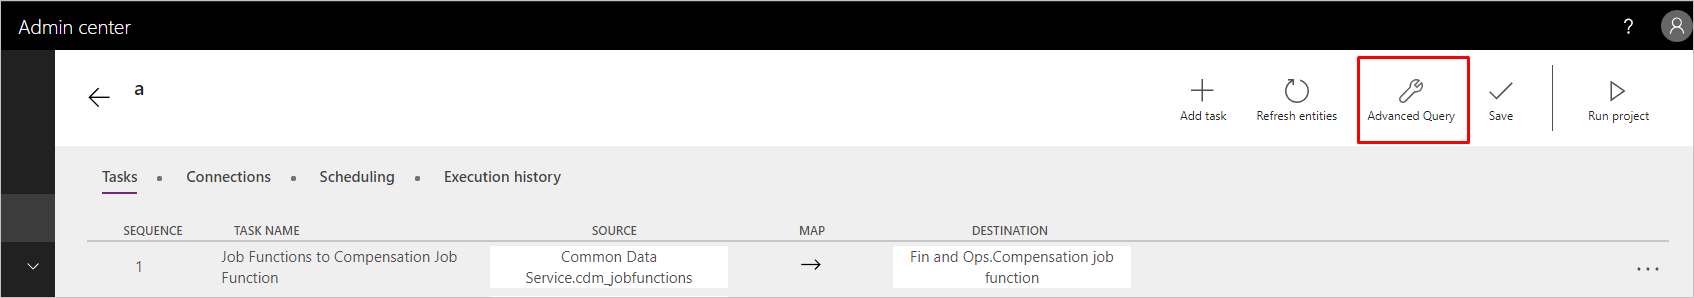 Admin center
?
a
Add task
Refresh entities
Advanced Query
Save
Run project
Tasks
Connections
Scheduling
Execution history
SEQUENCE
TASK NAME
SOURCE
MAP
DESTINATION
1
Job Functions to Compensation Job
Function
Common Data
Service.cdm_jobfunctions
Fin and Ops.Compensation job
function